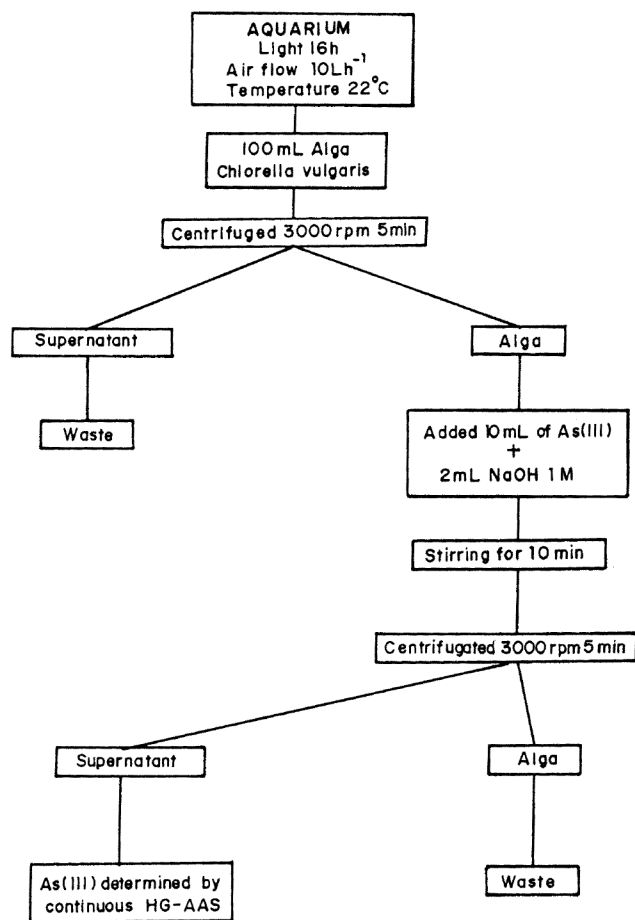 AQUARIUM
Light 16h
Air flow 10Lh⁻¹
Temperature 22°C
100mL Alga
Chlorella vulgaris
Centrifuged 3000rpm 5min
Supernatant
Alga
Waste
Added 10mL of As(III)
+
2mL NaOH 1M
Stirring for 10 min
Centrifugated 3000rpm5min
Supernatant
Alga
As(III) determined by
continuous HG-AAS
Waste